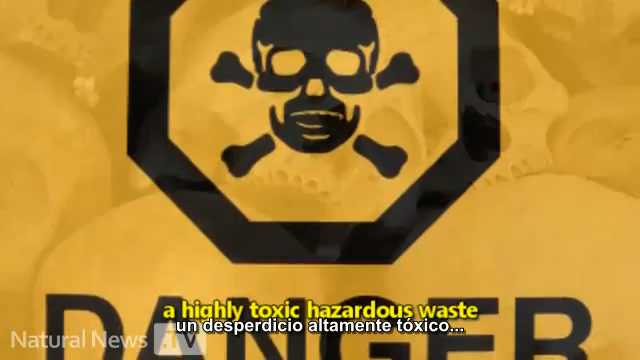 DANGER
a highly toxic hazardous waste
un desperdicio altamente tóxico...
Natural News.TV